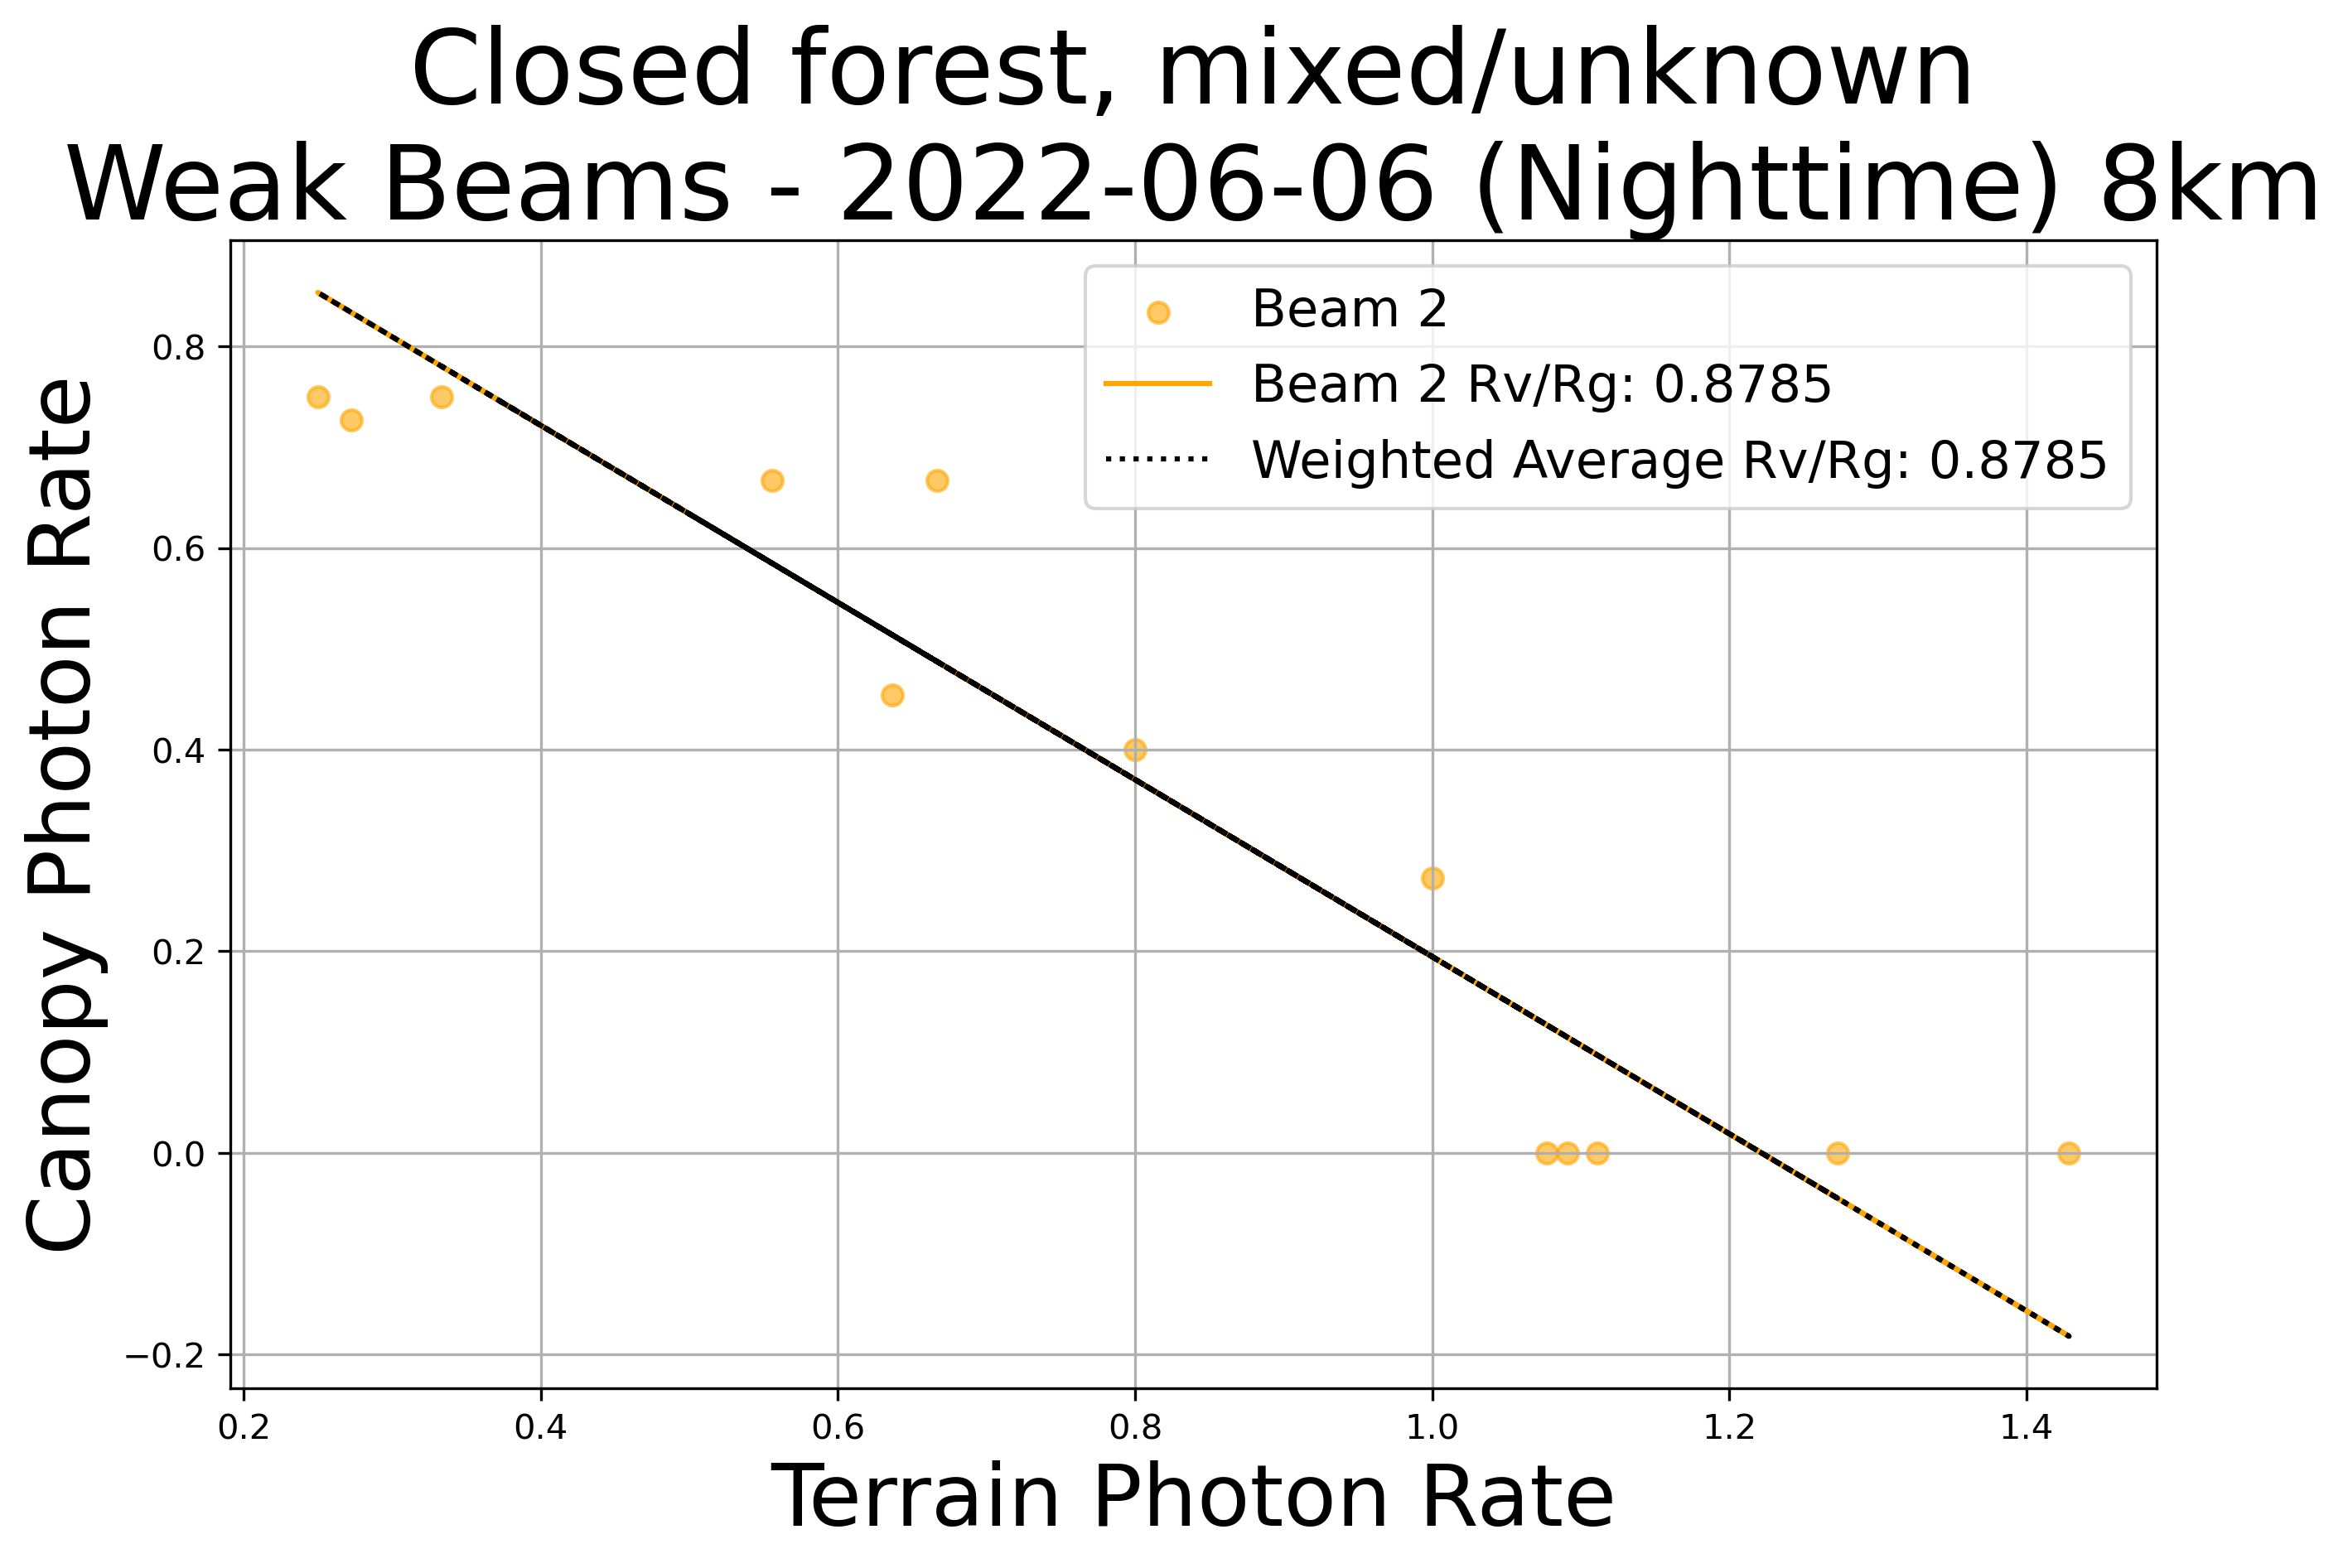 Closed forest, mixed/unknown
Weak Beams - 2022-06-06 (Nighttime) 8km
Beam 2
Beam 2 Rv/Rg: 0.8785
Weighted Average Rv/Rg: 0.8785
Canopy Photon Rate
0.8
0.6
0.4
0.2
0.0
−0.2
0.2 0.4 0.6 0.8 1.0 1.2 1.4
Terrain Photon Rate